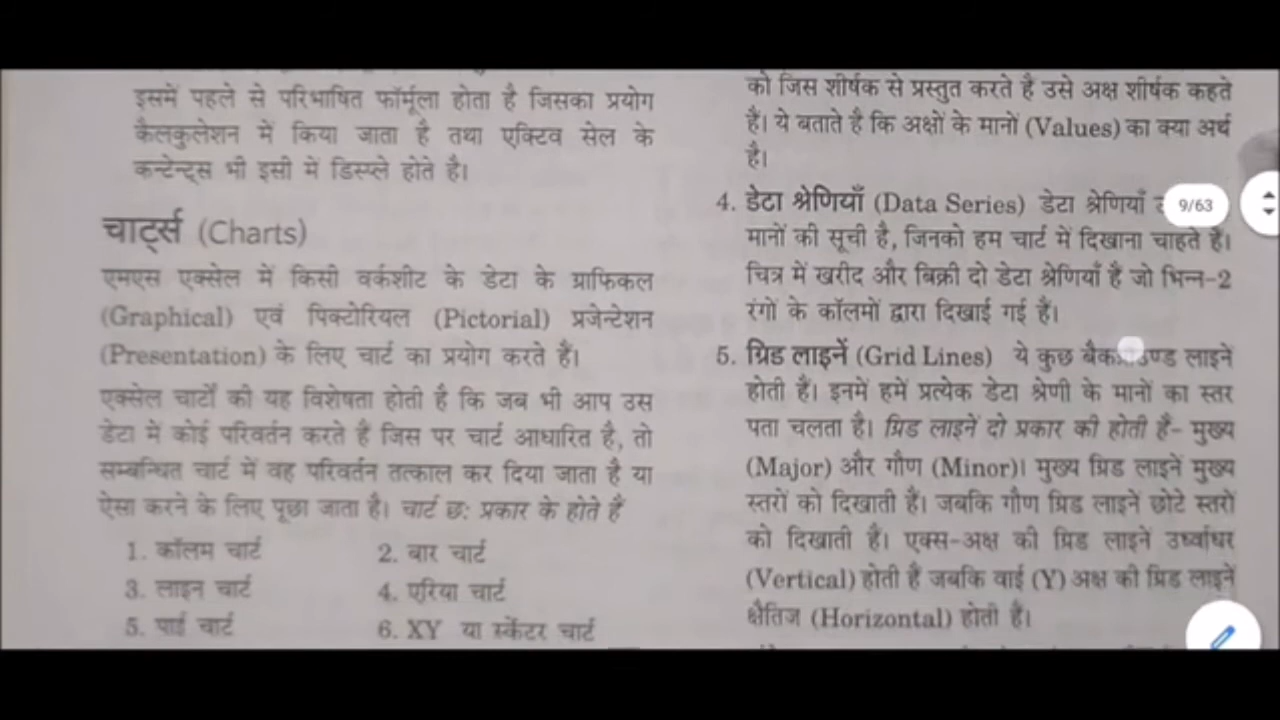 इसमें पहले से परिभाषित फॉर्मूला होता है जिसका प्रयोग
कैलकुलेशन में किया जाता है तथा एक्टिव सेल के
कन्टेन्ट्स भी इसी में डिस्प्ले होते है।
चार्ट्स (Charts)
एमएस एक्सेल में किसी वर्कशीट के डेटा के ग्राफिकल
(Graphical) एवं पिक्टोरियल (Pictorial) प्रजेन्टेशन
(Presentation) के लिए चार्ट का प्रयोग करते हैं।
एक्सेल चार्टों की यह विशेषता होती है कि जब भी आप उस
डेटा में कोई परिवर्तन करते हैं जिस पर चार्ट आधारित है, तो
सम्बन्धित चार्ट में वह परिवर्तन तत्काल कर दिया जाता है या
ऐसा करने के लिए पूछा जाता है। चार्ट छः प्रकार के होते हैं
1. कॉलम चार्ट 2. बार चार्ट
3. लाइन चार्ट 4. एरिया चार्ट
5. पाई चार्ट 6. XY या स्केंटर चार्ट
को जिस शीर्षक से प्रस्तुत करते है उसे अक्ष शीर्षक कहते
हैं। ये बताते है कि अक्षों के मानों (Values) का क्या अर्थ
है।
4. डेटा श्रेणियाँ (Data Series) डेटा श्रेणियाँ
9/63
मानों की सूची है, जिनको हम चार्ट में दिखाना चाहते हैं।
चित्र में खरीद और बिक्री दो डेटा श्रेणियाँ है जो भिन्न-2
रंगों के कॉलमों द्वारा दिखाई गई हैं।
5. ग्रिड लाइनें (Grid Lines) ये कुछ लाइनें
होती हैं। इनमें हमें प्रत्येक डेटा श्रेणी के मानों का स्तर
पता चलता है। ग्रिड लाइनें दो प्रकार की होती हैं- मुख्य
(Major) और गौण (Minor)। मुख्य ग्रिड लाइनें मुख्य
स्तरों को दिखाती हैं। जबकि गौण ग्रिड लाइनें छोटे स्तरों
को दिखाती हैं। एक्स-अक्ष की ग्रिड लाइनें उर्ध्वाधर
(Vertical) होती हैं जबकि वाई (Y) अक्ष की ग्रिड लाइनें
क्षैतिज (Horizontal) होती हैं।